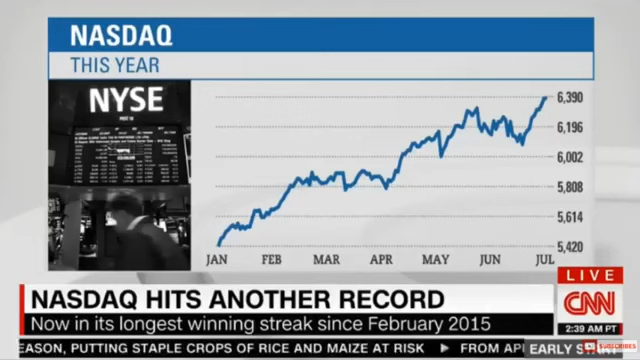 NASDAQ
THIS YEAR
NYSE
6,390
6,196
6,002
5,808
5,614
5,420
JAN FEB MAR APR MAY JUN JUL
LIVE
NASDAQ HITS ANOTHER RECORD
CNN
Now in its longest winning streak since February 2015
2:39 AM PT
EASON, PUTTING STAPLE CROPS OF RICE AND MAIZE AT RISK ▶ FROM
EARLY
SUBSCRIBES